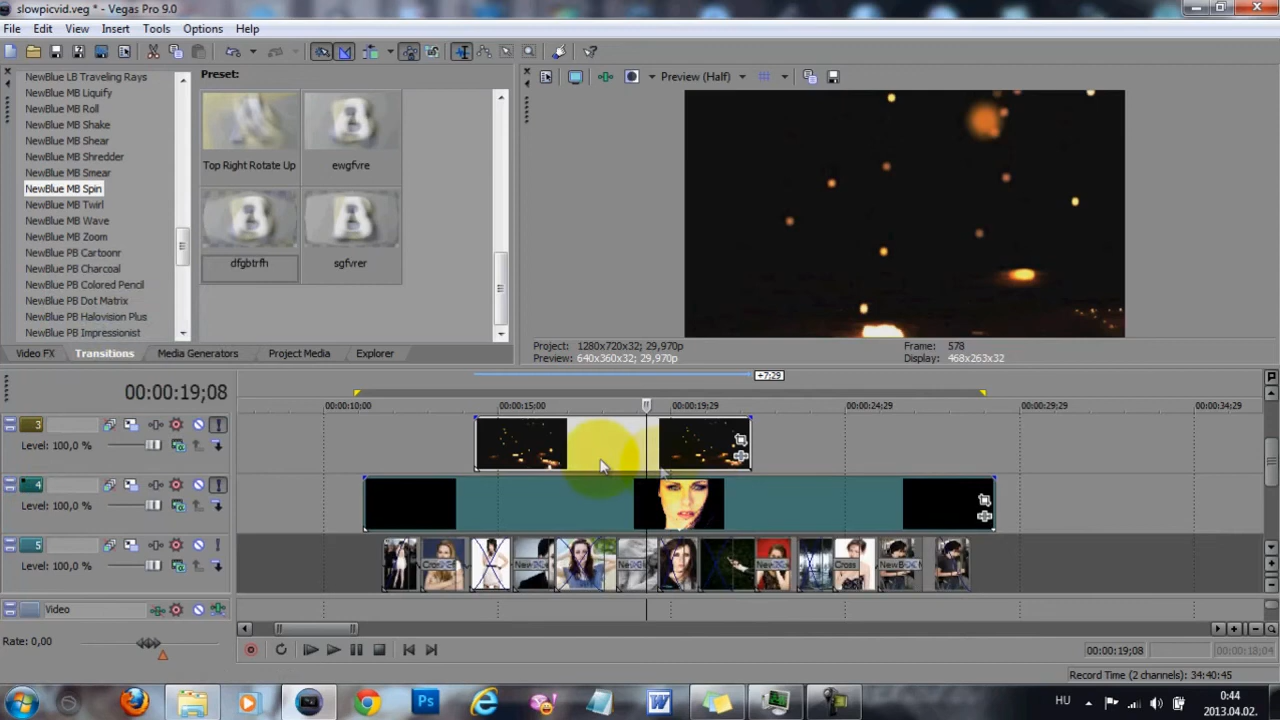 slowpicvid.veg * - Vegas Pro 9.0
File Edit View Insert Tools Options Help
NewBlue LB Traveling Rays
NewBlue MB Liquify
NewBlue MB Roll
NewBlue MB Shake
NewBlue MB Shear
NewBlue MB Shredder
NewBlue MB Smear
NewBlue MB Spin
NewBlue MB Twirl
NewBlue MB Wave
NewBlue MB Zoom
NewBlue PB Cartoonr
NewBlue PB Charcoal
NewBlue PB Colored Pencil
NewBlue PB Dot Matrix
NewBlue PB Halovision Plus
NewBlue PB Impressionist
Preset:
Top Right Rotate Up
ewgfvre
dfgbtrfh
sgfvrer
Video FX Transitions Media Generators Project Media Explorer
Preview (Half)
Project: 1280x720x32; 29,970p
Frame: 578
Preview: 640x360x32; 29,970p
Display: 468x263x32
+7:29
00:00:19;08
00:00:10;00 00:00:15;00 00:00:19;29 00:00:24;29 00:00:29;29 00:00:34;29
3
Level: 100,0 %
4
Level: 100,0 %
5
Level: 100,0 %
Cross
Video
Rate: 0,00
00:00:19;08
00:00:18;04
Record Time (2 channels): 34:40:45
HU
0:44
2013.04.02.